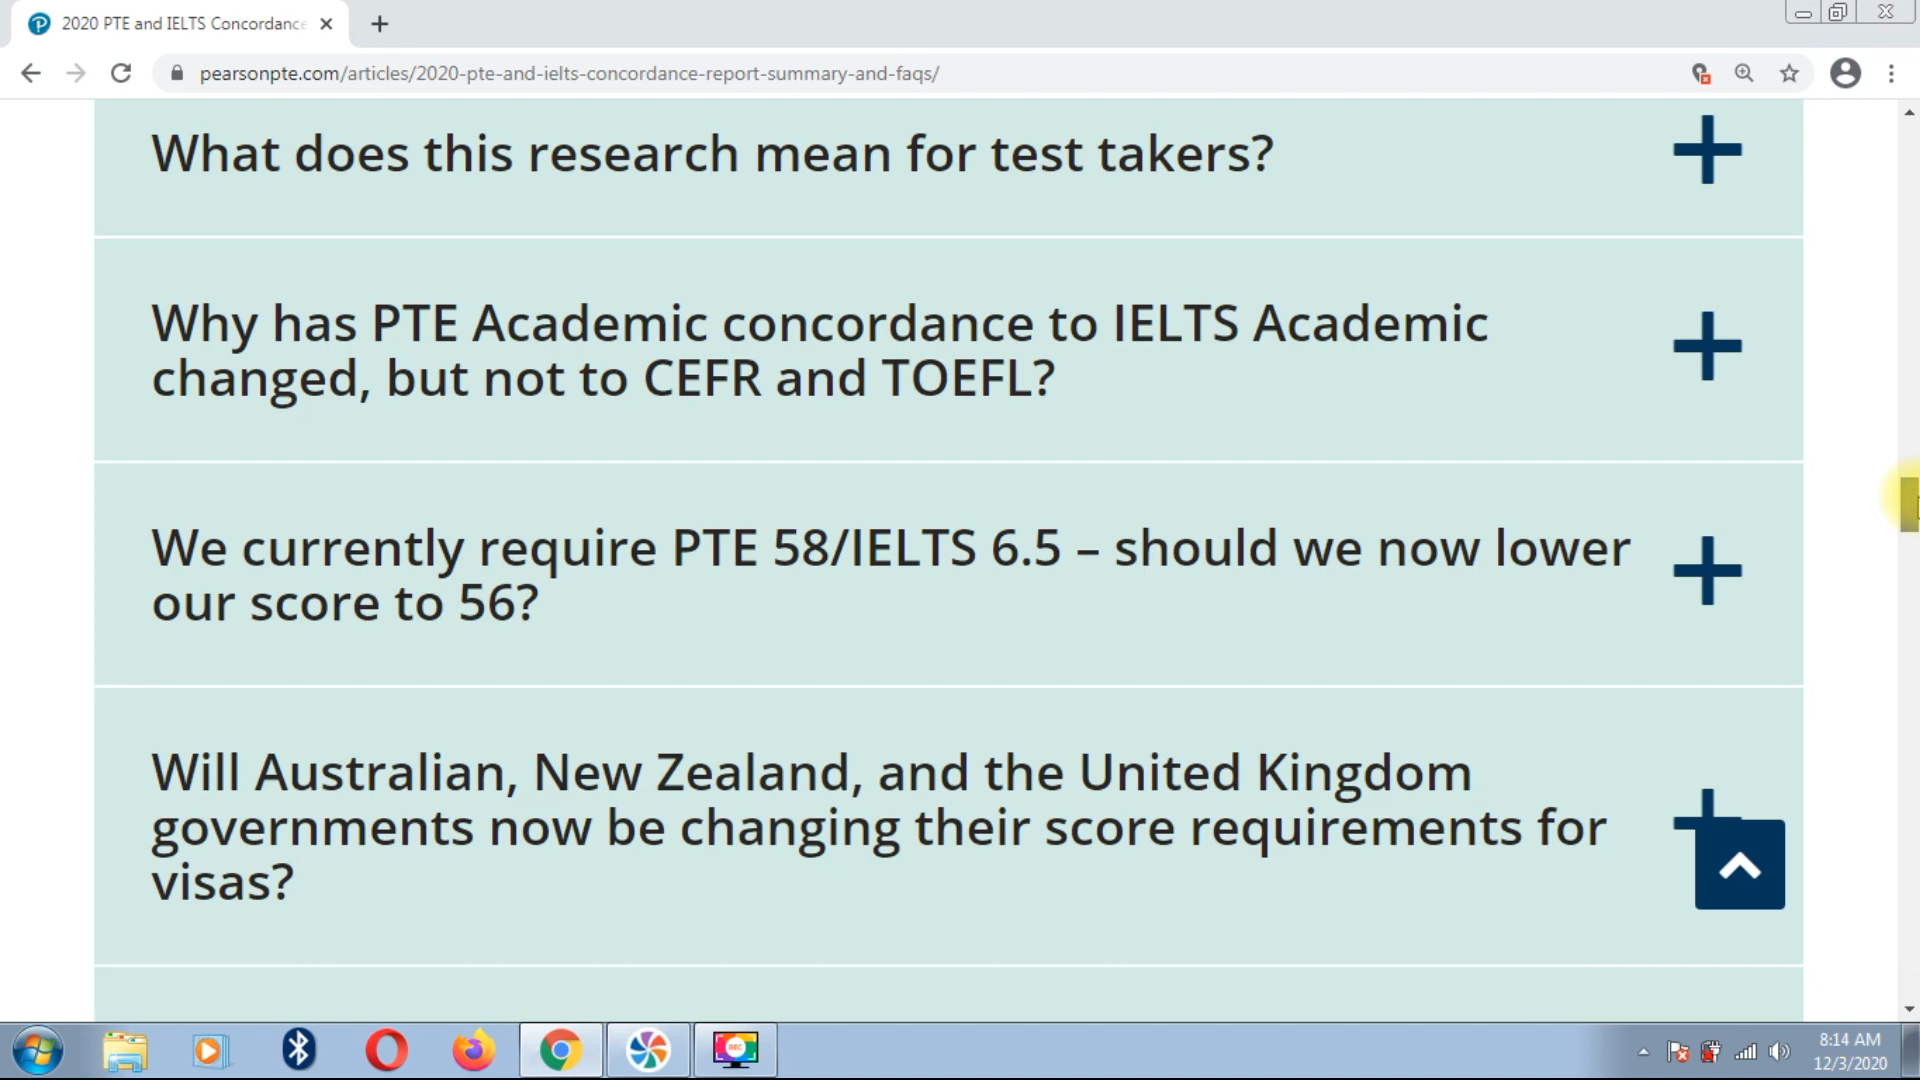 2020 PTE and IELTS Concordance
pearsonpte.com/articles/2020-pte-and-ielts-concordance-report-summary-and-faqs/
What does this research mean for test takers?
Why has PTE Academic concordance to IELTS Academic
changed, but not to CEFR and TOEFL?
We currently require PTE 58/IELTS 6.5 – should we now lower
our score to 56?
Will Australian, New Zealand, and the United Kingdom
governments now be changing their score requirements for
visas?
REC
8:14 AM
12/3/2020